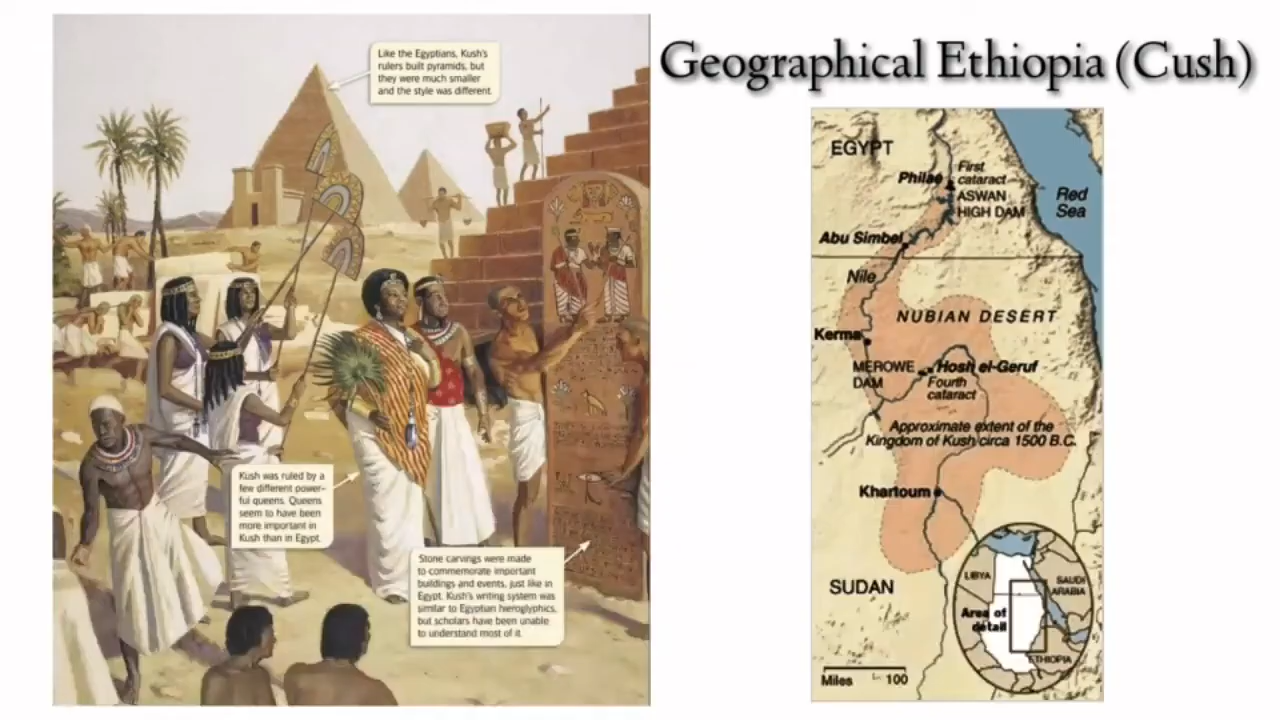 Geographical Ethiopia (Cush)
Like the Egyptians, Kush's
rulers built pyramids, but
they were much smaller
and the style was different.
Kush was ruled by a
few different power-
ful queens. Queens
seem to have been
more important in
Kush than in Egypt.
Stone carvings were made
to commemorate important
buildings and events, just like in
Egypt. Kush's writing system was
similar to Egyptian hieroglyphics,
but scholars have been unable
to understand most of it.
EGYPT
First
Philae cataract
ASWAN
HIGH DAM
Red
Sea
Abu Simbel
Nile
NUBIAN DESERT
Kerma
MEROWE
DAM
Hosh el-Geruf
Fourth
cataract
Approximate extent of the
Kingdom of Kush circa 1500 B.C.
Khartoum
SUDAN
LIBYA
SAUDI
ARABIA
Area of
detail
ETHIOPIA
Miles 100